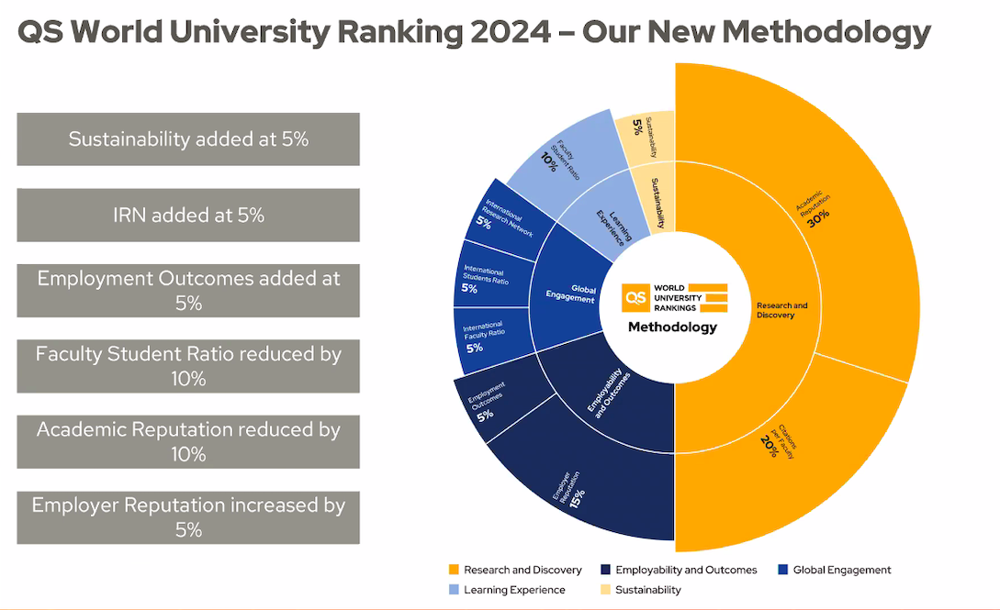 QS World University Ranking 2024 – Our New Methodology
Sustainability added at 5%
IRN added at 5%
Employment Outcomes added at
5%
Faculty Student Ratio reduced by
10%
Academic Reputation reduced by
10%
Employer Reputation increased by
5%
Sustainability
5%
Sustainability
Faculty
Student Ratio
10%
Learning
Experience
International
Research Network
5%
International
Students Ratio
5%
International
Faculty Ratio
5%
Global
Engagement
Employment
Outcomes
5%
Employer
Reputation
15%
Employability
and Outcomes
Academic
Reputation
30%
Citations
per Faculty
20%
Research and
Discovery
QS
WORLD
UNIVERSITY
RANKINGS
Methodology
Research and Discovery
Employability and Outcomes
Global Engagement
Learning Experience
Sustainability